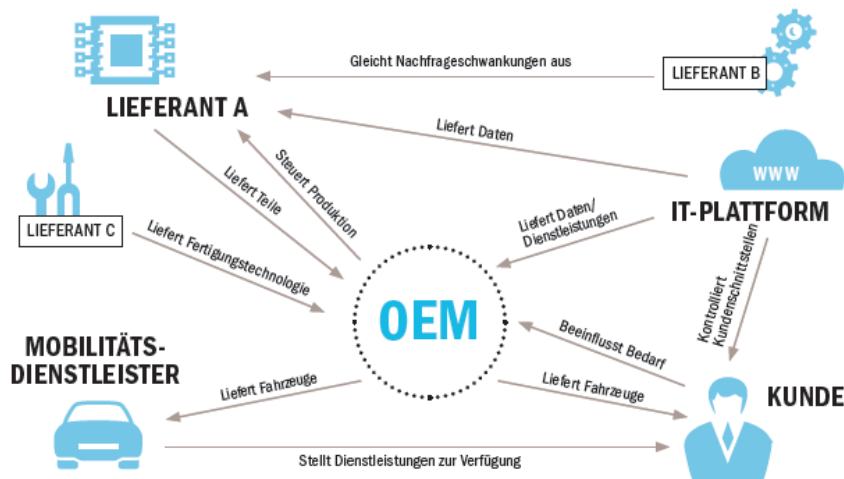 Gleicht Nachfrageschwankungen aus
LIEFERANT B
LIEFERANT A
Liefert Daten
WWW
IT-PLATTFORM
Steuert Produktion
Liefert Teile
LIEFERANT C
Liefert Fertigungstechnologie
Liefert Daten/
Dienstleistungen
Kontrolliert
Kundenschnittstellen
OEM
Beeinflusst Bedarf
MOBILITÄTS-
DIENSTLEISTER
Liefert Fahrzeuge
Liefert Fahrzeuge
KUNDE
Stellt Dienstleistungen zur Verfügung